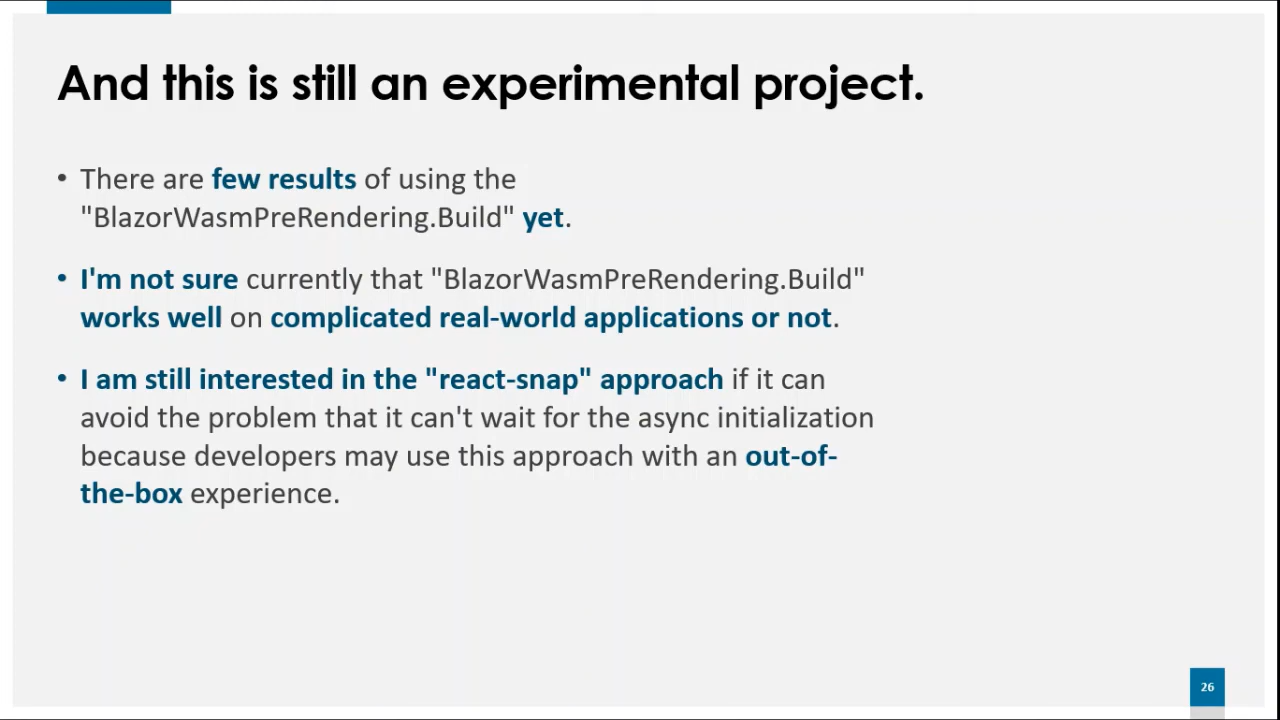 And this is still an experimental project.
• There are few results of using the
"BlazorWasmPreRendering.Build" yet.
• I'm not sure currently that "BlazorWasmPreRendering.Build"
works well on complicated real-world applications or not.
• I am still interested in the "react-snap" approach if it can
avoid the problem that it can't wait for the async initialization
because developers may use this approach with an out-of-
the-box experience.
26